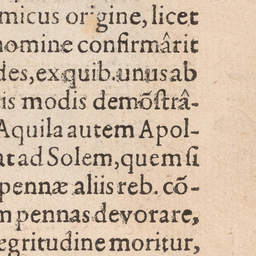 micus origine, licet
nomine confirmârit
des, ex quib. unus ab
is modis demõſtrâ-
Aquila autem Apol-
at ad Solem, quem ſi
pennæ aliis reb. cõ-
m pennas devorare,
egritudine moritur,